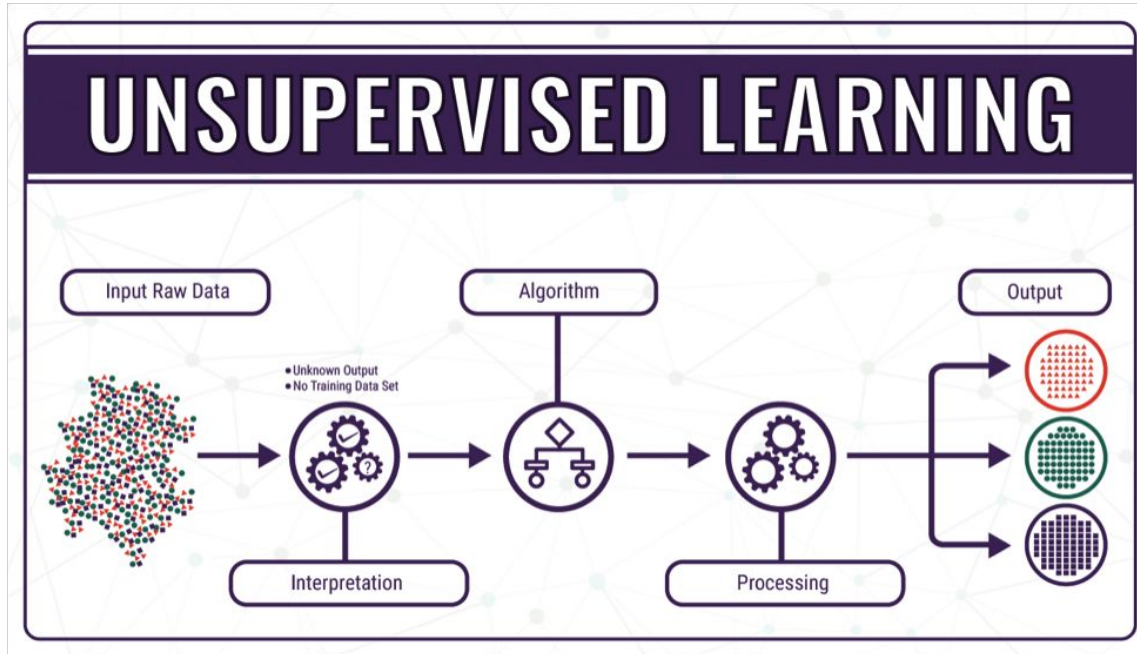 UNSUPERVISED LEARNING
Input Raw Data
Algorithm
Output
● Unknown Output
● No Training Data Set
?
Interpretation
Processing